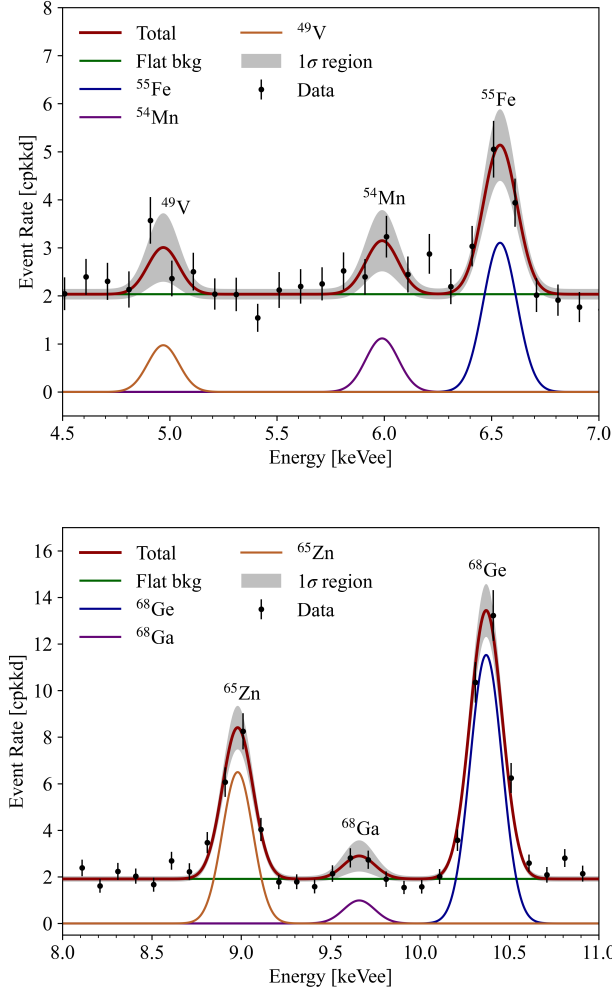 8
7
6
5
4
3
2
1
0
Event Rate [cpkkd]
Total
Flat bkg
⁵⁵Fe
⁵⁴Mn
⁴⁹V
1σ region
Data
⁴⁹V
⁵⁴Mn
⁵⁵Fe
4.5 5.0 5.5 6.0 6.5 7.0
Energy [keVee]
16
14
12
10
8
6
4
2
0
Event Rate [cpkkd]
Total
Flat bkg
⁶⁸Ge
⁶⁸Ga
⁶⁵Zn
1σ region
Data
⁶⁵Zn
⁶⁸Ga
⁶⁸Ge
8.0 8.5 9.0 9.5 10.0 10.5 11.0
Energy [keVee]